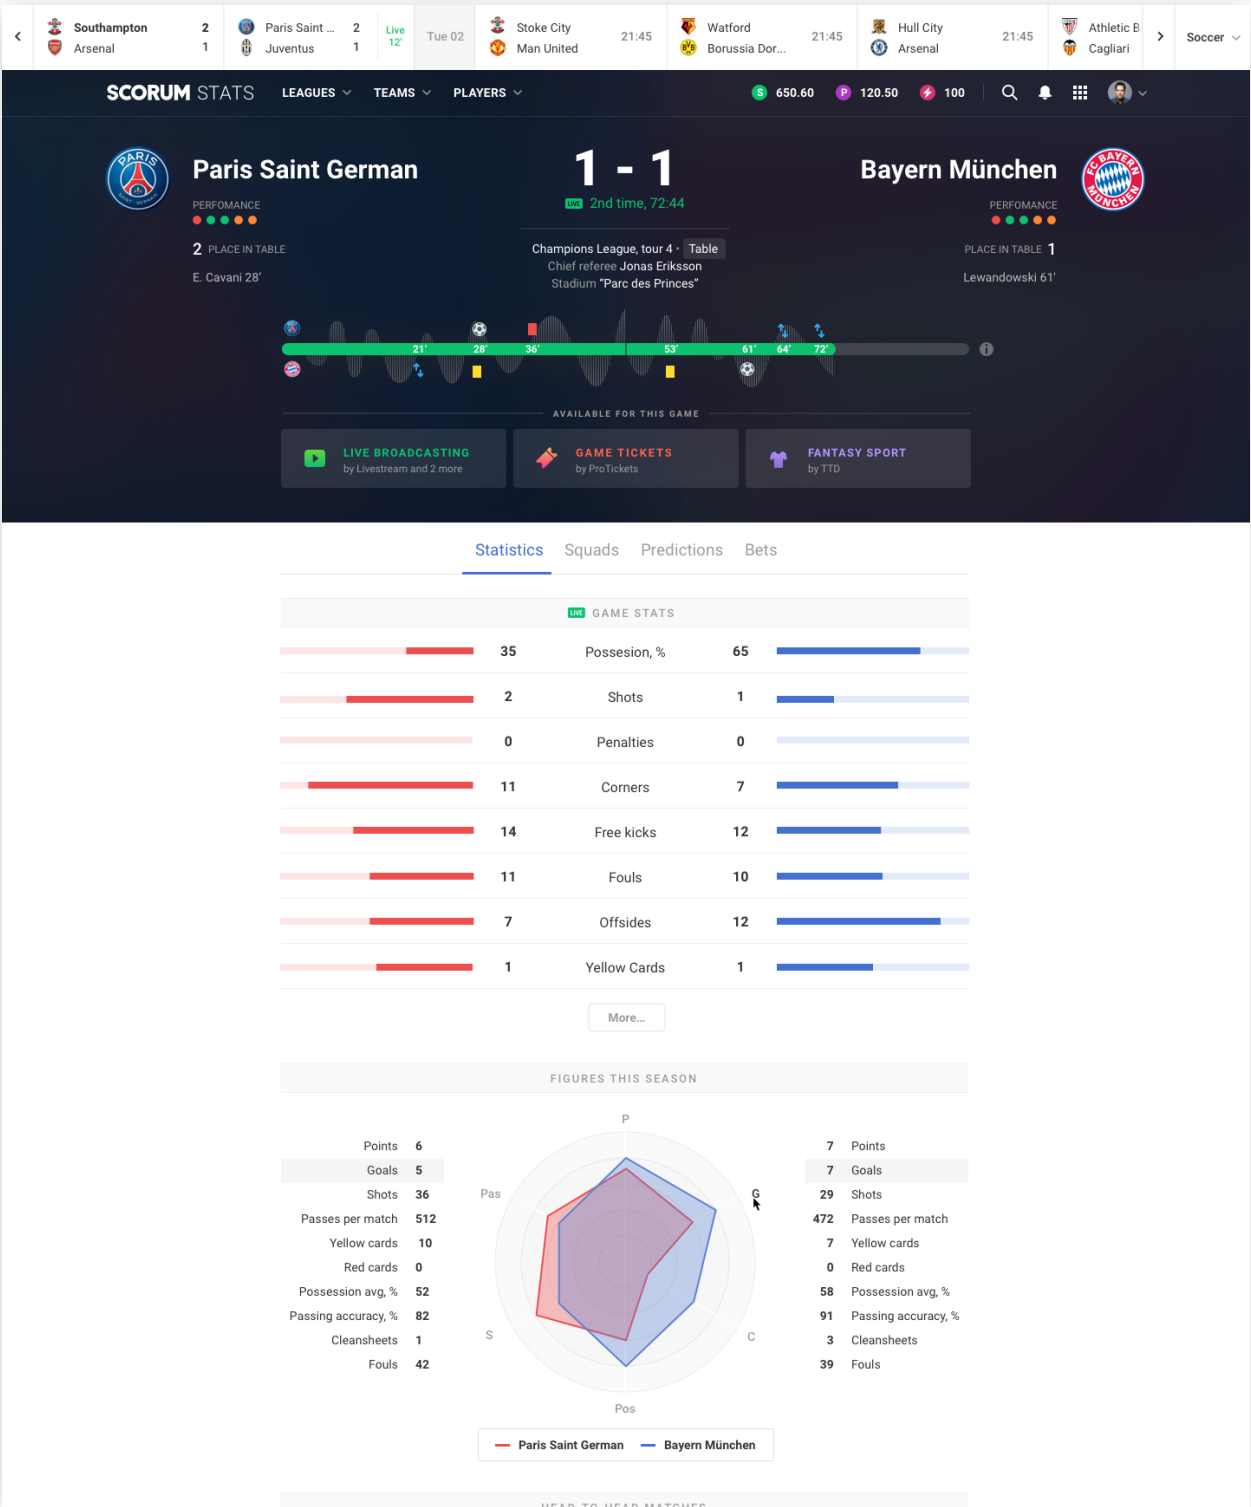 Southampton 2
Arsenal 1
Paris Saint ... 2
Juventus 1
Live
12'
Tue 02
Stoke City
Man United
21:45
Watford
Borussia Dor...
21:45
Hull City
Arsenal
21:45
Athletic B
Cagliari
Soccer
SCORUM STATS LEAGUES TEAMS PLAYERS S 650.60 P 120.50 100
Paris Saint German 1 - 1 Bayern München
PERFOMANCE LIVE 2nd time, 72:44 PERFOMANCE
2 PLACE IN TABLE Champions League, tour 4 • Table PLACE IN TABLE 1
Chief referee Jonas Eriksson
E. Cavani 28' Stadium “Parc des Princes” Lewandowski 61'
21' 28' 36' 53' 61' 64' 72'
AVAILABLE FOR THIS GAME
LIVE BROADCASTING
by Livestream and 2 more
GAME TICKETS
by ProTickets
FANTASY SPORT
by TTD
Statistics Squads Predictions Bets
LIVE GAME STATS
35 Possesion, % 65
2 Shots 1
0 Penalties 0
11 Corners 7
14 Free kicks 12
11 Fouls 10
7 Offsides 12
1 Yellow Cards 1
More...
FIGURES THIS SEASON
Points 6
Goals 5
Shots 36
Passes per match 512
Yellow cards 10
Red cards 0
Possession avg, % 52
Passing accuracy, % 82
Cleansheets 1
Fouls 42
P
Pas G
S C
Pos
7 Points
7 Goals
29 Shots
472 Passes per match
7 Yellow cards
0 Red cards
58 Possession avg, %
91 Passing accuracy, %
3 Cleansheets
39 Fouls
Paris Saint German Bayern München
HEAD TO HEAD MATCHES